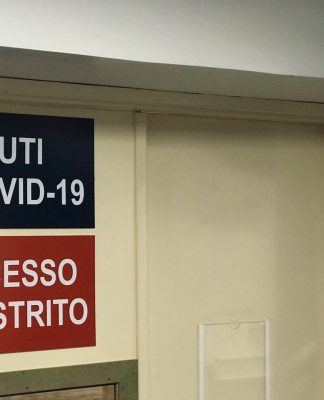 UTI
VID-19
ESSO
STRITO